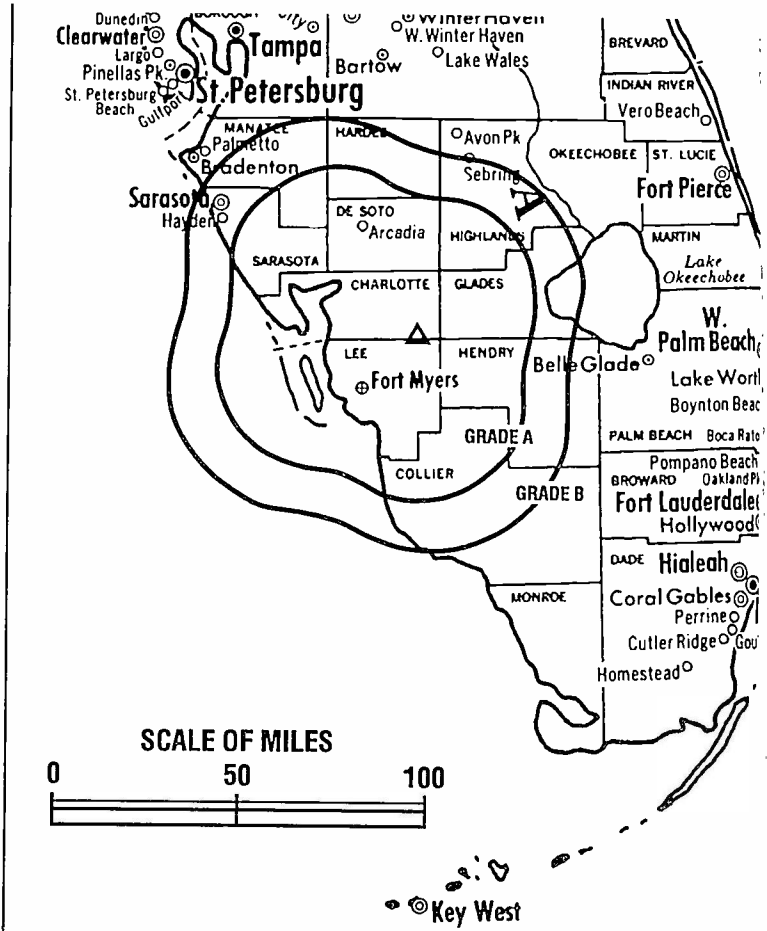 Dunedin
Clearwater
Largo
Pinellas Pk.
St. Petersburg
Beach
Gulfport
St. Petersburg
Tampa
City
Winter Haven
W. Winter Haven
Bartow
Lake Wales
BREVARD
INDIAN RIVER
Vero Beach
MANATEE
Palmetto
Bradenton
HARDEE
Avon Pk
Sebring
OKEECHOBEE
ST. LUCIE
Fort Pierce
A
Sarasota
Hayden
DE SOTO
Arcadia
HIGHLANDS
MARTIN
Lake
Okeechobee
SARASOTA
CHARLOTTE
GLADES
W.
Palm Beach
LEE
HENDRY
Belle Glade
Fort Myers
Lake Wort
Boynton Beac
GRADE A
PALM BEACH
Boca Rato
COLLIER
Pompano Beach
BROWARD
Oakland P
GRADE B
Fort Lauderdale
Hollywood
DADE
Hialeah
MONROE
Coral Gables
Perrine
Cutler Ridge
Gou
Homestead
SCALE OF MILES
0 50 100
Key West